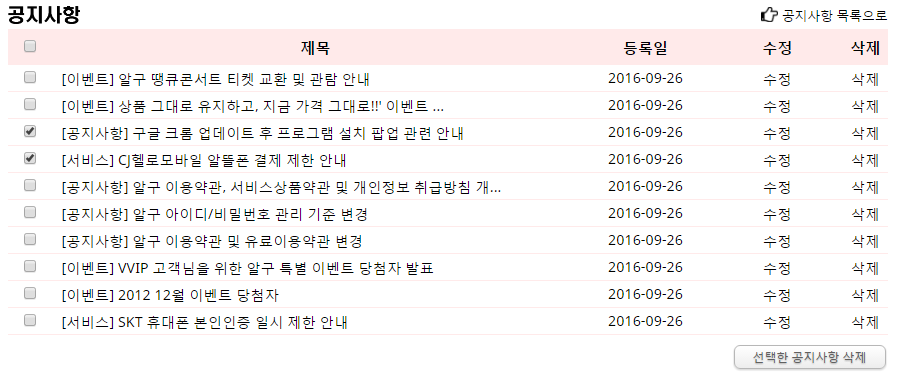 공지사항
공지사항 목록으로
제목 등록일 수정 삭제
[이벤트] 알구 땡큐콘서트 티켓 교환 및 관람 안내 2016-09-26 수정 삭제
[이벤트] 상품 그대로 유지하고, 지금 가격 그대로!!' 이벤트 ... 2016-09-26 수정 삭제
[공지사항] 구글 크롬 업데이트 후 프로그램 설치 팝업 관련 안내 2016-09-26 수정 삭제
[서비스] CJ헬로모바일 알뜰폰 결제 제한 안내 2016-09-26 수정 삭제
[공지사항] 알구 이용약관, 서비스상품약관 및 개인정보 취급방침 개... 2016-09-26 수정 삭제
[공지사항] 알구 아이디/비밀번호 관리 기준 변경 2016-09-26 수정 삭제
[공지사항] 알구 이용약관 및 유료이용약관 변경 2016-09-26 수정 삭제
[이벤트] VVIP 고객님을 위한 알구 특별 이벤트 당첨자 발표 2016-09-26 수정 삭제
[이벤트] 2012 12월 이벤트 당첨자 2016-09-26 수정 삭제
[서비스] SKT 휴대폰 본인인증 일시 제한 안내 2016-09-26 수정 삭제
선택한 공지사항 삭제